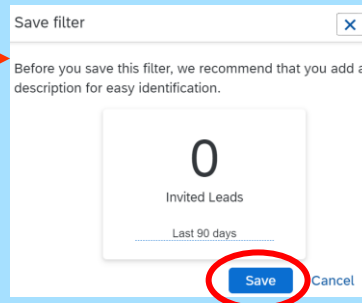 Save filter
Before you save this filter, we recommend that you add a
description for easy identification.
0
Invited Leads
Last 90 days
Save Cancel